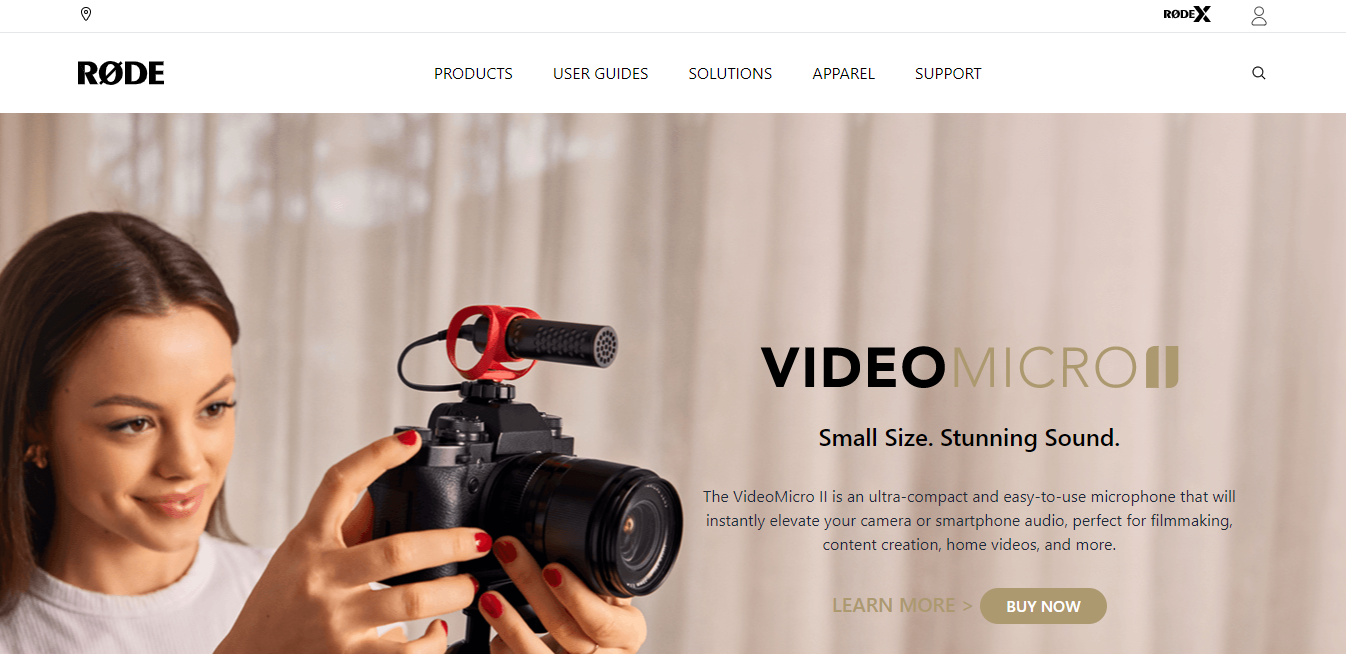 RØDEX
RØDE
PRODUCTS
USER GUIDES
SOLUTIONS
APPAREL
SUPPORT
VIDEOMICRO II
Small Size. Stunning Sound.
The VideoMicro II is an ultra-compact and easy-to-use microphone that will
instantly elevate your camera or smartphone audio, perfect for filmmaking,
content creation, home videos, and more.
LEARN MORE > BUY NOW